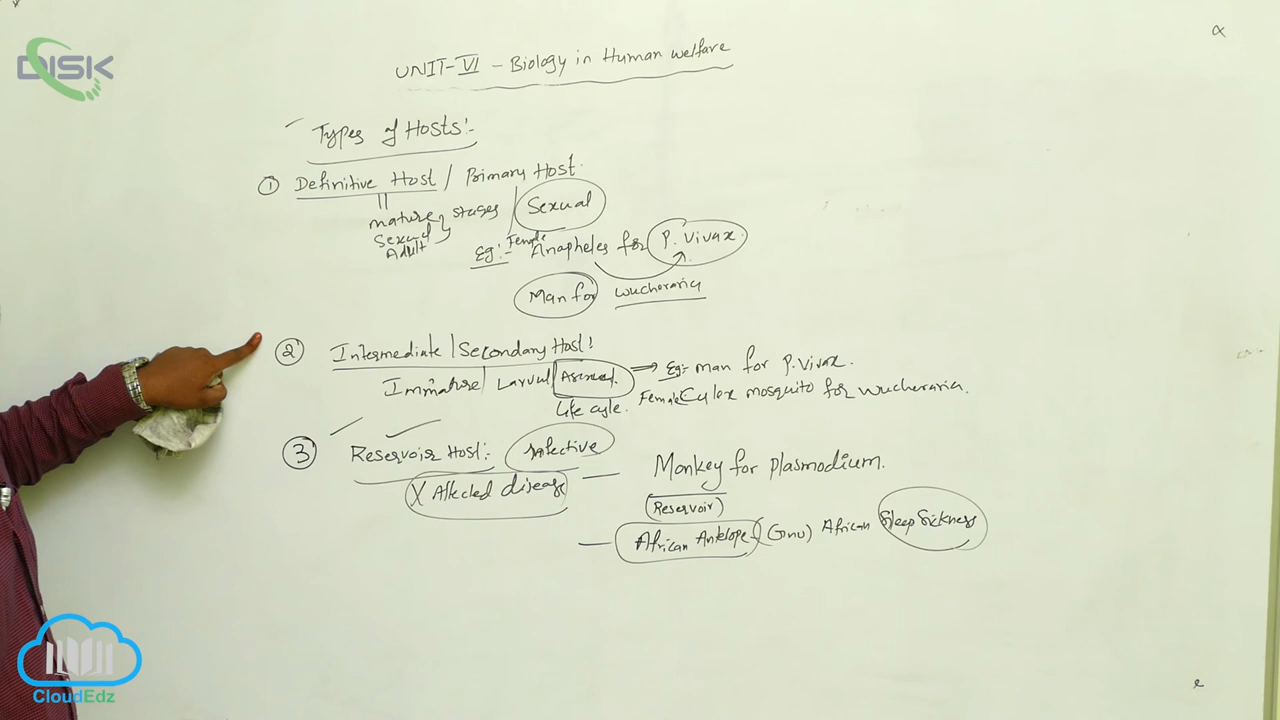 DISK
UNIT-VI - Biology in Human welfare
Types of Hosts:-
① Definitive Host / Primary Host.
mature stages / Sexual
Sexual
Adult
Eg:- Female Anapheles for P. Vivax.
Man for wuchereria
② Intermediate / Secondary Host:
Immature / Larval / Asexual. → Eg:- man for P. Vivax.
Life cycle. Female Culex mosquito for wuchereria.
③ Reservoir Host:- Infective
X Affected disease — Monkey for plasmodium.
(Reservoir)
— African Antelope - (Gnu) African Sleep Sickness
CloudEdz